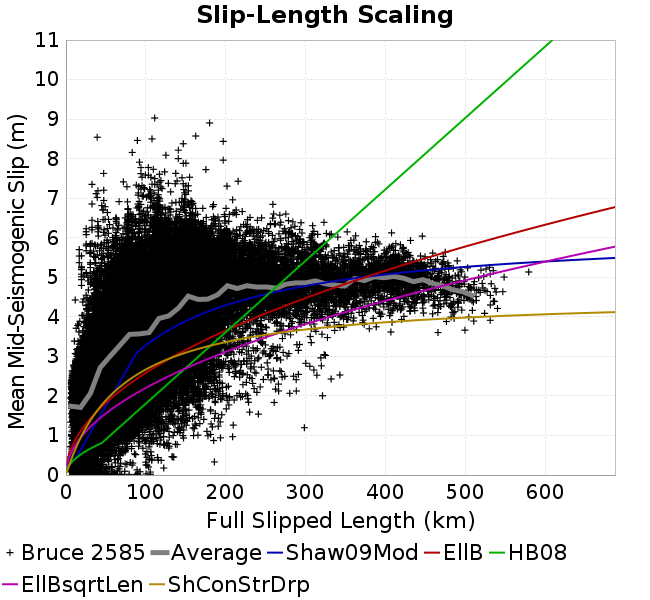 Slip-Length Scaling
Mean Mid-Seismogenic Slip (m)
11
10
9
8
7
6
5
4
3
2
1
0
0 100 200 300 400 500 600
Full Slipped Length (km)
Bruce 2585 Average Shaw09Mod EllB HB08
EllBsqrtLen ShConStrDrp